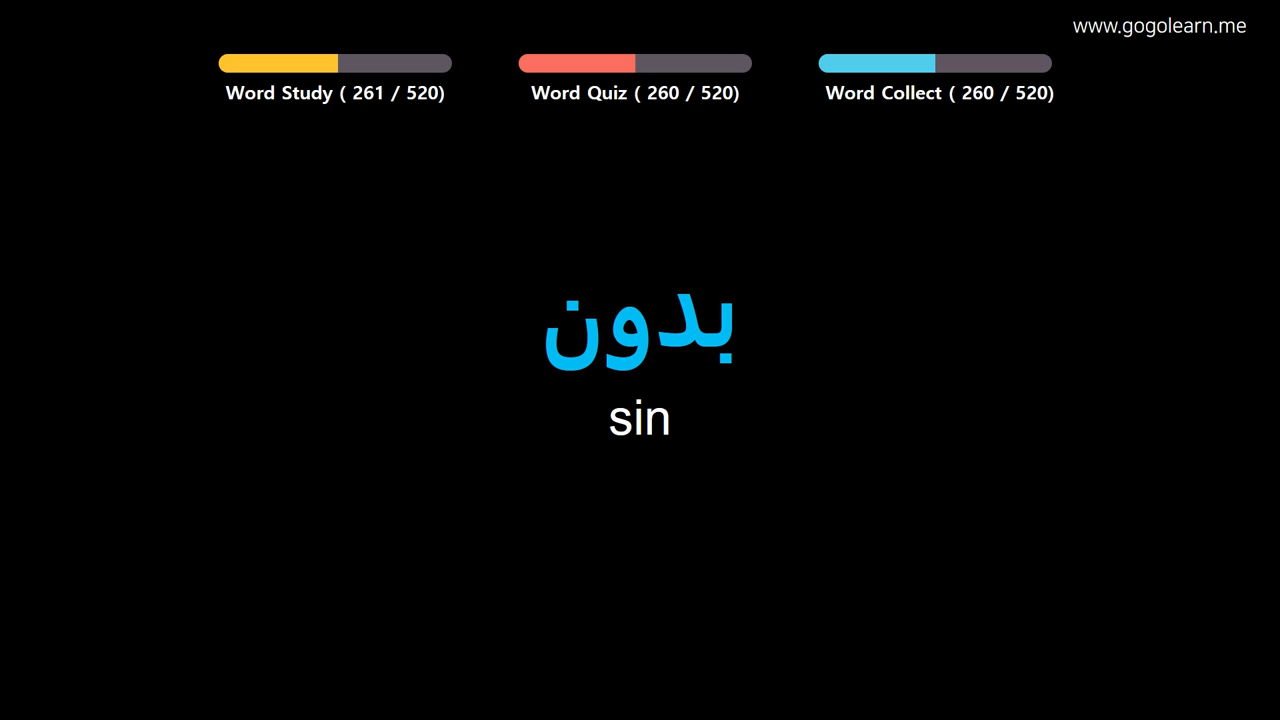 www.gogolearn.me
Word Study ( 261 / 520)
Word Quiz ( 260 / 520)
Word Collect ( 260 / 520)
بدون
sin